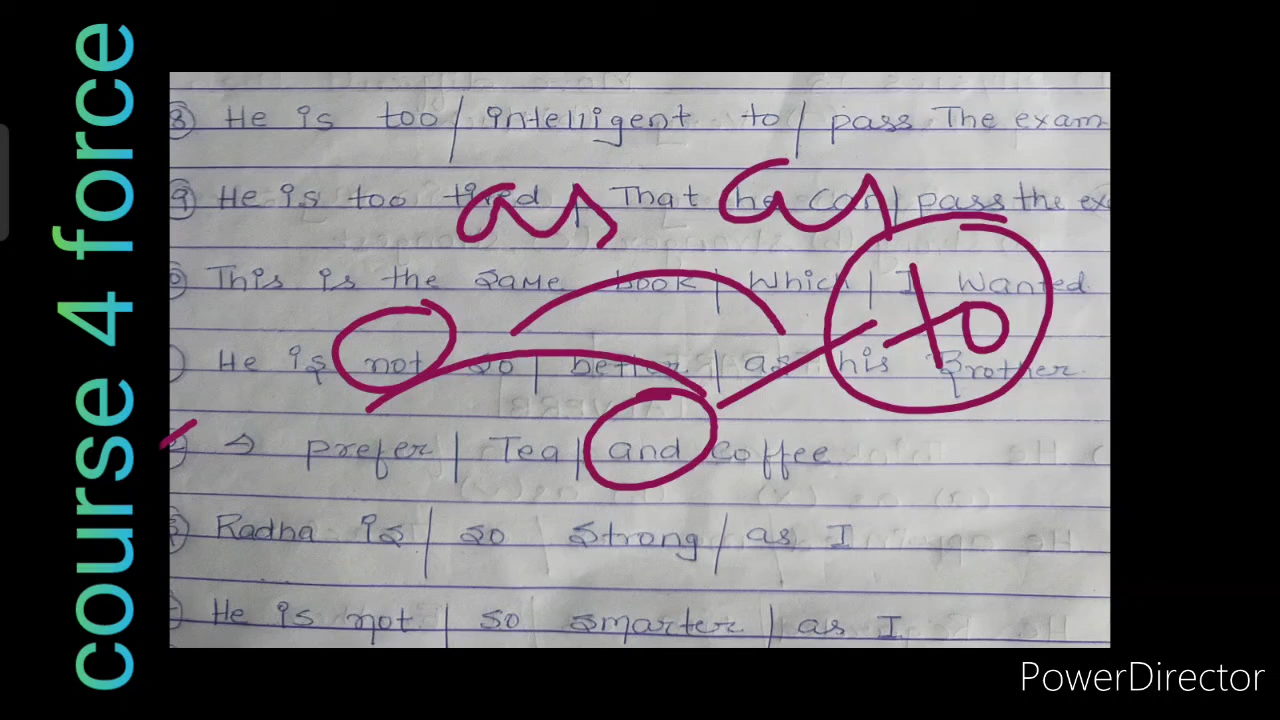 course 4 force
8 He is too / intelligent to / pass The exam
9 He is too tired / That he can / pass the ex
as as
This is the same book / Which / I Wanted
to
He is not so / better / as his Brother
→ prefer / Tea / and Coffee
Radha is / so strong / as I
He is not / so smarter / as I
PowerDirector